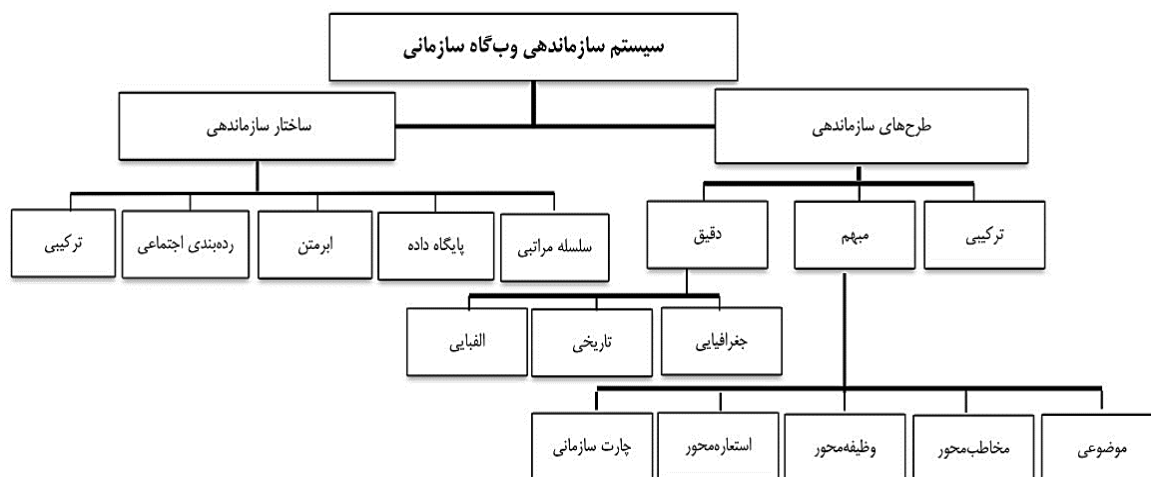 سیستم سازماندهی وب‌گاه سازمانی
طرح‌های سازماندهی
ساختار سازماندهی
ترکیبی
مبهم
دقیق
سلسله مراتبی
پایگاه داده
ابرمتن
رده‌بندی اجتماعی
ترکیبی
جغرافیایی
تاریخی
الفبایی
موضوعی
مخاطب‌محور
وظیفه‌محور
استعاره‌محور
چارت سازمانی